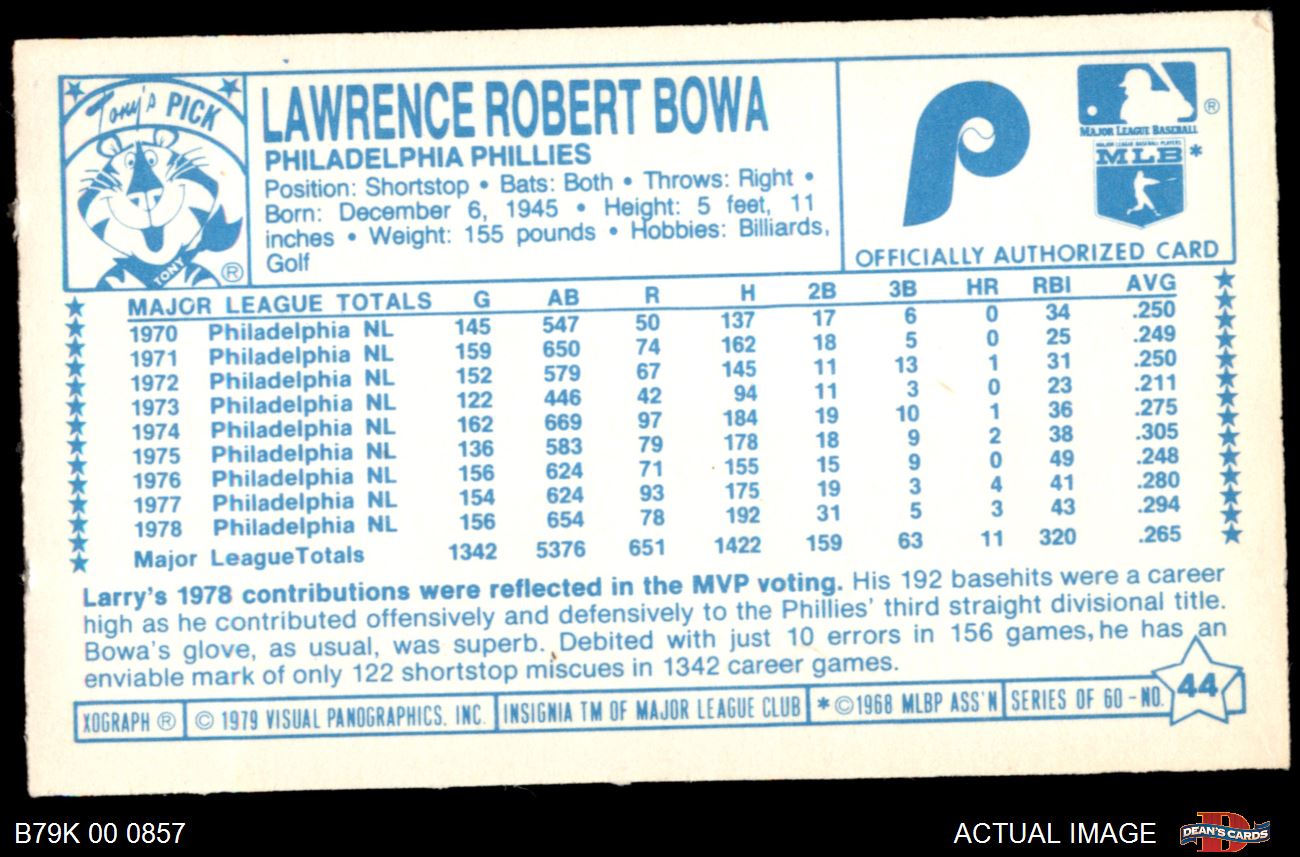 Tony's PICK
TONY ®
LAWRENCE ROBERT BOWA
PHILADELPHIA PHILLIES
Position: Shortstop • Bats: Both • Throws: Right •
Born: December 6, 1945 • Height: 5 feet, 11
inches • Weight: 155 pounds • Hobbies: Billiards,
Golf
P
®
MAJOR LEAGUE BASEBALL
MAJOR LEAGUE BASEBALL PLAYERS
MLB *
OFFICIALLY AUTHORIZED CARD
MAJOR LEAGUE TOTALS G AB R H 2B 3B HR RBI AVG
1970 Philadelphia NL 145 547 50 137 17 6 0 34 .250
1971 Philadelphia NL 159 650 74 162 18 5 0 25 .249
1972 Philadelphia NL 152 579 67 145 11 13 1 31 .250
1973 Philadelphia NL 122 446 42 94 11 3 0 23 .211
1974 Philadelphia NL 162 669 97 184 19 10 1 36 .275
1975 Philadelphia NL 136 583 79 178 18 9 2 38 .305
1976 Philadelphia NL 156 624 71 155 15 9 0 49 .248
1977 Philadelphia NL 154 624 93 175 19 3 4 41 .280
1978 Philadelphia NL 156 654 78 192 31 5 3 43 .294
Major LeagueTotals 1342 5376 651 1422 159 63 11 320 .265
Larry's 1978 contributions were reflected in the MVP voting. His 192 basehits were a career
high as he contributed offensively and defensively to the Phillies' third straight divisional title.
Bowa's glove, as usual, was superb. Debited with just 10 errors in 156 games, he has an
enviable mark of only 122 shortstop miscues in 1342 career games.
XOGRAPH ® © 1979 VISUAL PANOGRAPHICS, INC. INSIGNIA TM OF MAJOR LEAGUE CLUB *©1968 MLBP ASS'N SERIES OF 60 - NO. 44
B79K 00 0857
ACTUAL IMAGE
D
DEAN'S CARDS